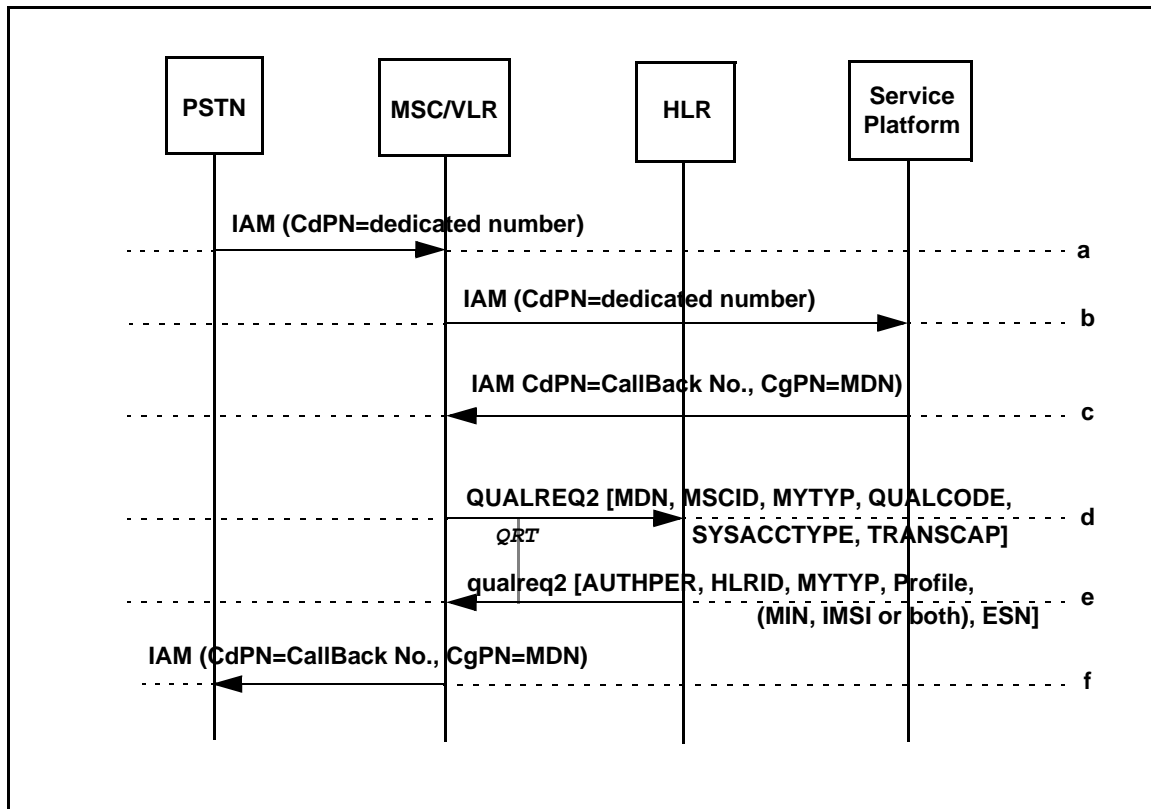 PSTN
MSC/VLR
HLR
Service
Platform
IAM (CdPN=dedicated number)
a
IAM (CdPN=dedicated number)
b
IAM CdPN=CallBack No., CgPN=MDN)
c
QUALREQ2 [MDN, MSCID, MYTYP, QUALCODE,
SYSACCTYPE, TRANSCAP]
d
QRT
qualreq2 [AUTHPER, HLRID, MYTYP, Profile,
(MIN, IMSI or both), ESN]
e
IAM (CdPN=CallBack No., CgPN=MDN)
f